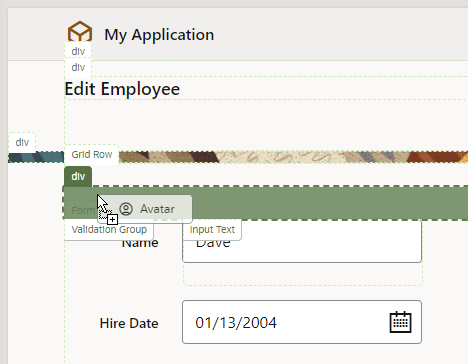 My Application
div
div
Edit Employee
div
Grid Row
div
Form
Avatar
Validation Group
Input Text
Name
Dave
Hire Date
01/13/2004